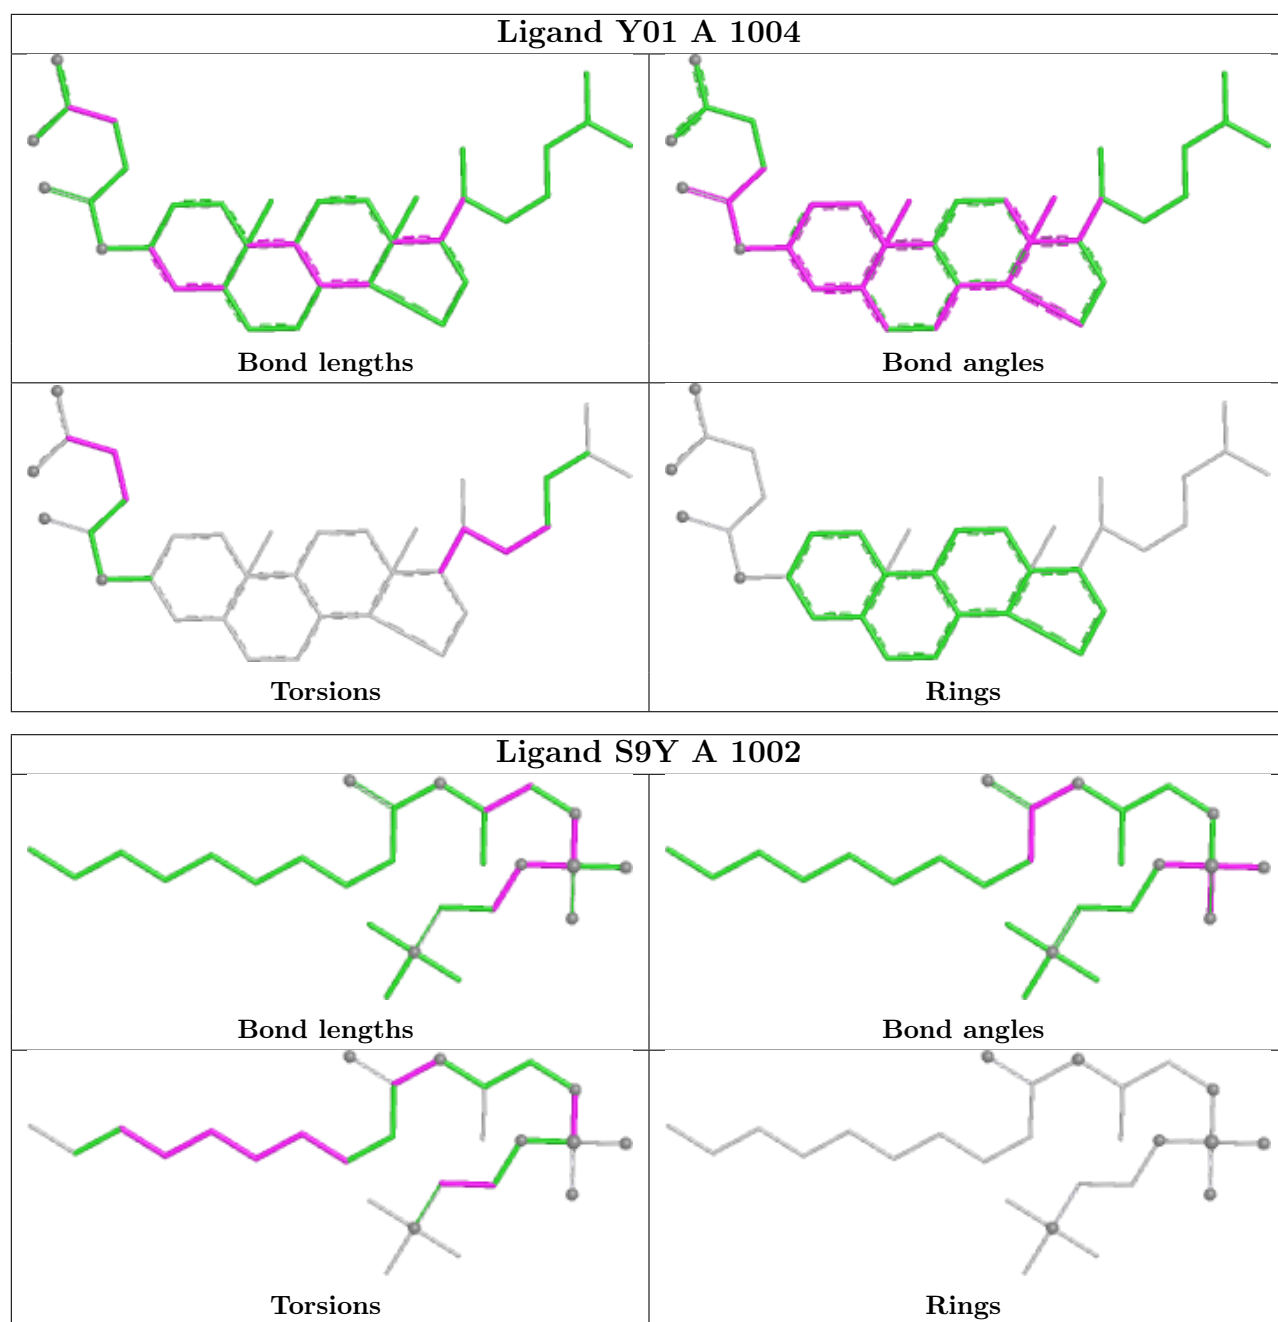 Ligand Y01 A 1004
Bond lengths
Bond angles
Torsions
Rings
Ligand S9Y A 1002
Bond lengths
Bond angles
Torsions
Rings